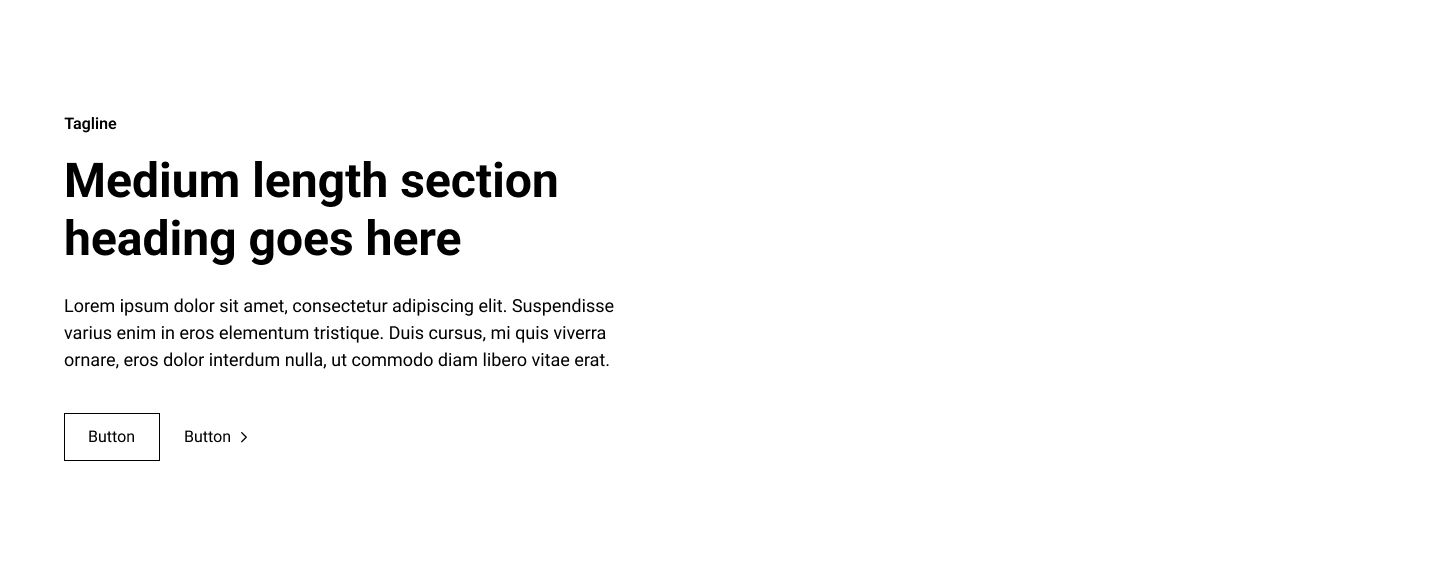 Tagline
Medium length section
heading goes here
Lorem ipsum dolor sit amet, consectetur adipiscing elit. Suspendisse
varius enim in eros elementum tristique. Duis cursus, mi quis viverra
ornare, eros dolor interdum nulla, ut commodo diam libero vitae erat.
Button Button